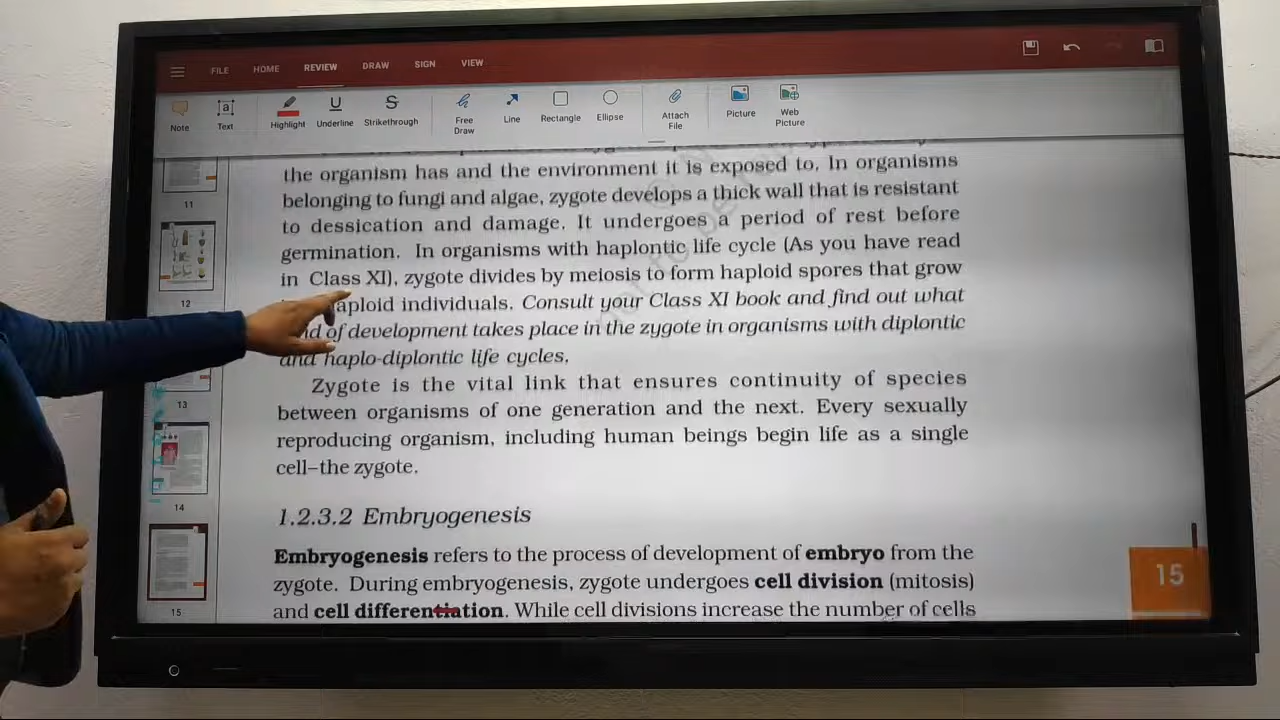 FILE HOME REVIEW DRAW SIGN VIEW
Note Text Highlight Underline Strikethrough Free Draw Line Rectangle Ellipse Attach File Picture Web Picture
the organism has and the environment it is exposed to. In organisms
belonging to fungi and algae, zygote develops a thick wall that is resistant
to dessication and damage. It undergoes a period of rest before
germination. In organisms with haplontic life cycle (As you have read
in Class XI), zygote divides by meiosis to form haploid spores that grow
aploid individuals. Consult your Class XI book and find out what
d of development takes place in the zygote in organisms with diplontic
and haplo-diplontic life cycles.
Zygote is the vital link that ensures continuity of species
between organisms of one generation and the next. Every sexually
reproducing organism, including human beings begin life as a single
cell–the zygote.
1.2.3.2 Embryogenesis
Embryogenesis refers to the process of development of embryo from the
zygote. During embryogenesis, zygote undergoes cell division (mitosis)
and cell differentiation. While cell divisions increase the number of cells
15
11
12
13
14
15